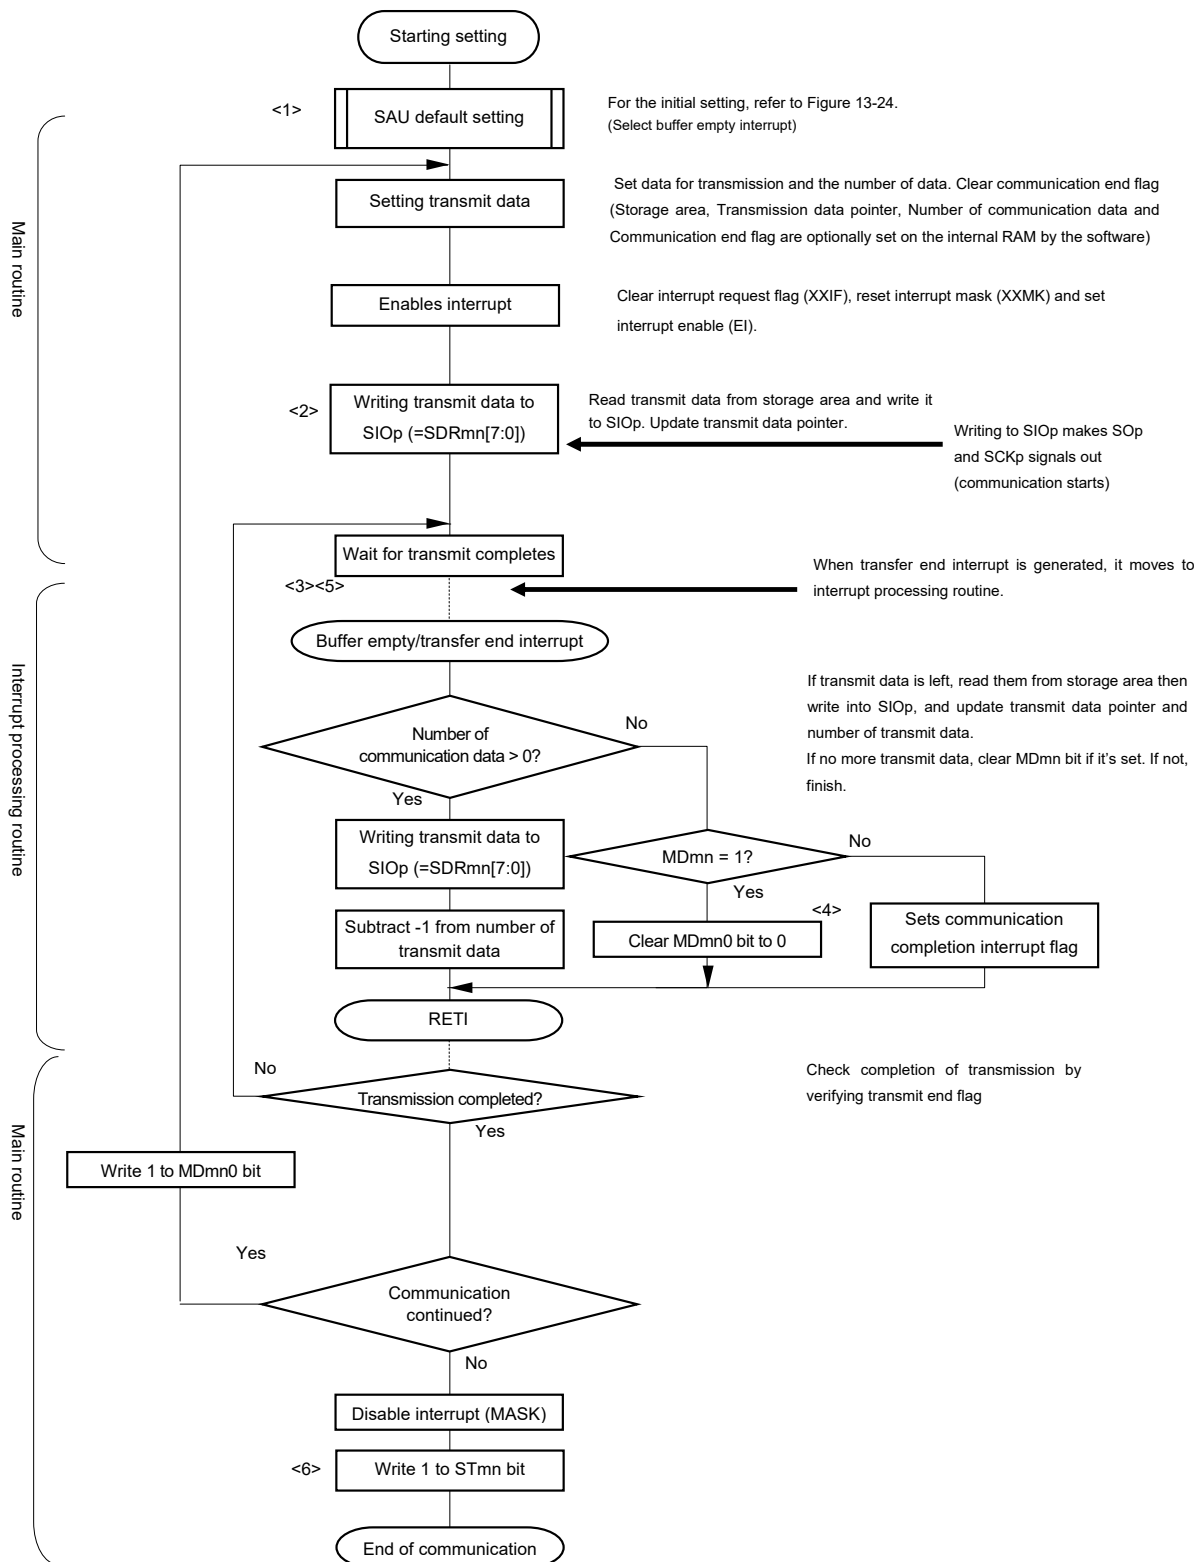 Starting setting
<1>
SAU default setting
For the initial setting, refer to Figure 13-24.
(Select buffer empty interrupt)
Main routine
Setting transmit data
Set data for transmission and the number of data. Clear communication end flag
(Storage area, Transmission data pointer, Number of communication data and
Communication end flag are optionally set on the internal RAM by the software)
Enables interrupt
Clear interrupt request flag (XXIF), reset interrupt mask (XXMK) and set
interrupt enable (EI).
<2>
Writing transmit data to
SIOp (=SDRmn[7:0])
Read transmit data from storage area and write it
to SIOp. Update transmit data pointer.
Writing to SIOp makes SOp
and SCKp signals out
(communication starts)
Wait for transmit completes
<3><5>
When transfer end interrupt is generated, it moves to
interrupt processing routine.
Interrupt processing routine
Buffer empty/transfer end interrupt
If transmit data is left, read them from storage area then
write into SIOp, and update transmit data pointer and
number of transmit data.
If no more transmit data, clear MDmn bit if it's set. If not,
finish.
Number of
communication data > 0?
No
Yes
Writing transmit data to
SIOp (=SDRmn[7:0])
MDmn = 1?
No
Yes
<4>
Subtract -1 from number of
transmit data
Clear MDmn0 bit to 0
Sets communication
completion interrupt flag
RETI
Main routine
No
Transmission completed?
Yes
Check completion of transmission by
verifying transmit end flag
Write 1 to MDmn0 bit
Yes
Communication
continued?
No
Disable interrupt (MASK)
<6>
Write 1 to STmn bit
End of communication